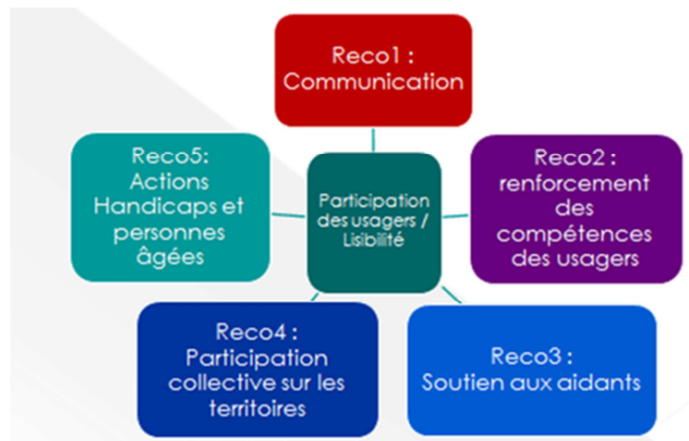 Reco1 :
Communication
Reco5:
Actions
Handicaps et
personnes
âgées
Participation
des usagers /
Lisibilité
Reco2 :
renforcement
des
compétences
des usagers
Reco4 :
Participation
collective sur les
territoires
Reco3 :
Soutien aux aidants